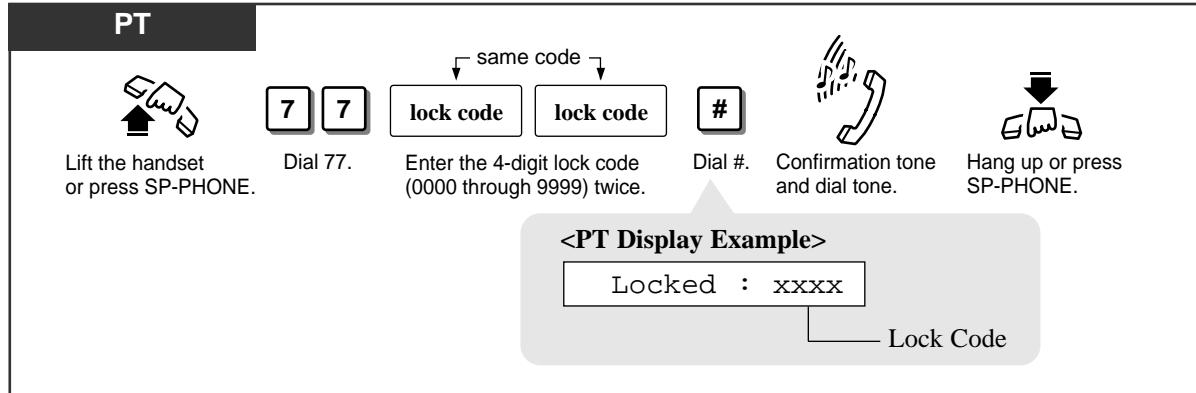 PT
same code
7 7 lock code lock code #
Lift the handset
or press SP-PHONE.
Dial 77.
Enter the 4-digit lock code
(0000 through 9999) twice.
Dial #.
Confirmation tone
and dial tone.
Hang up or press
SP-PHONE.
<PT Display Example>
Locked : xxxx
Lock Code